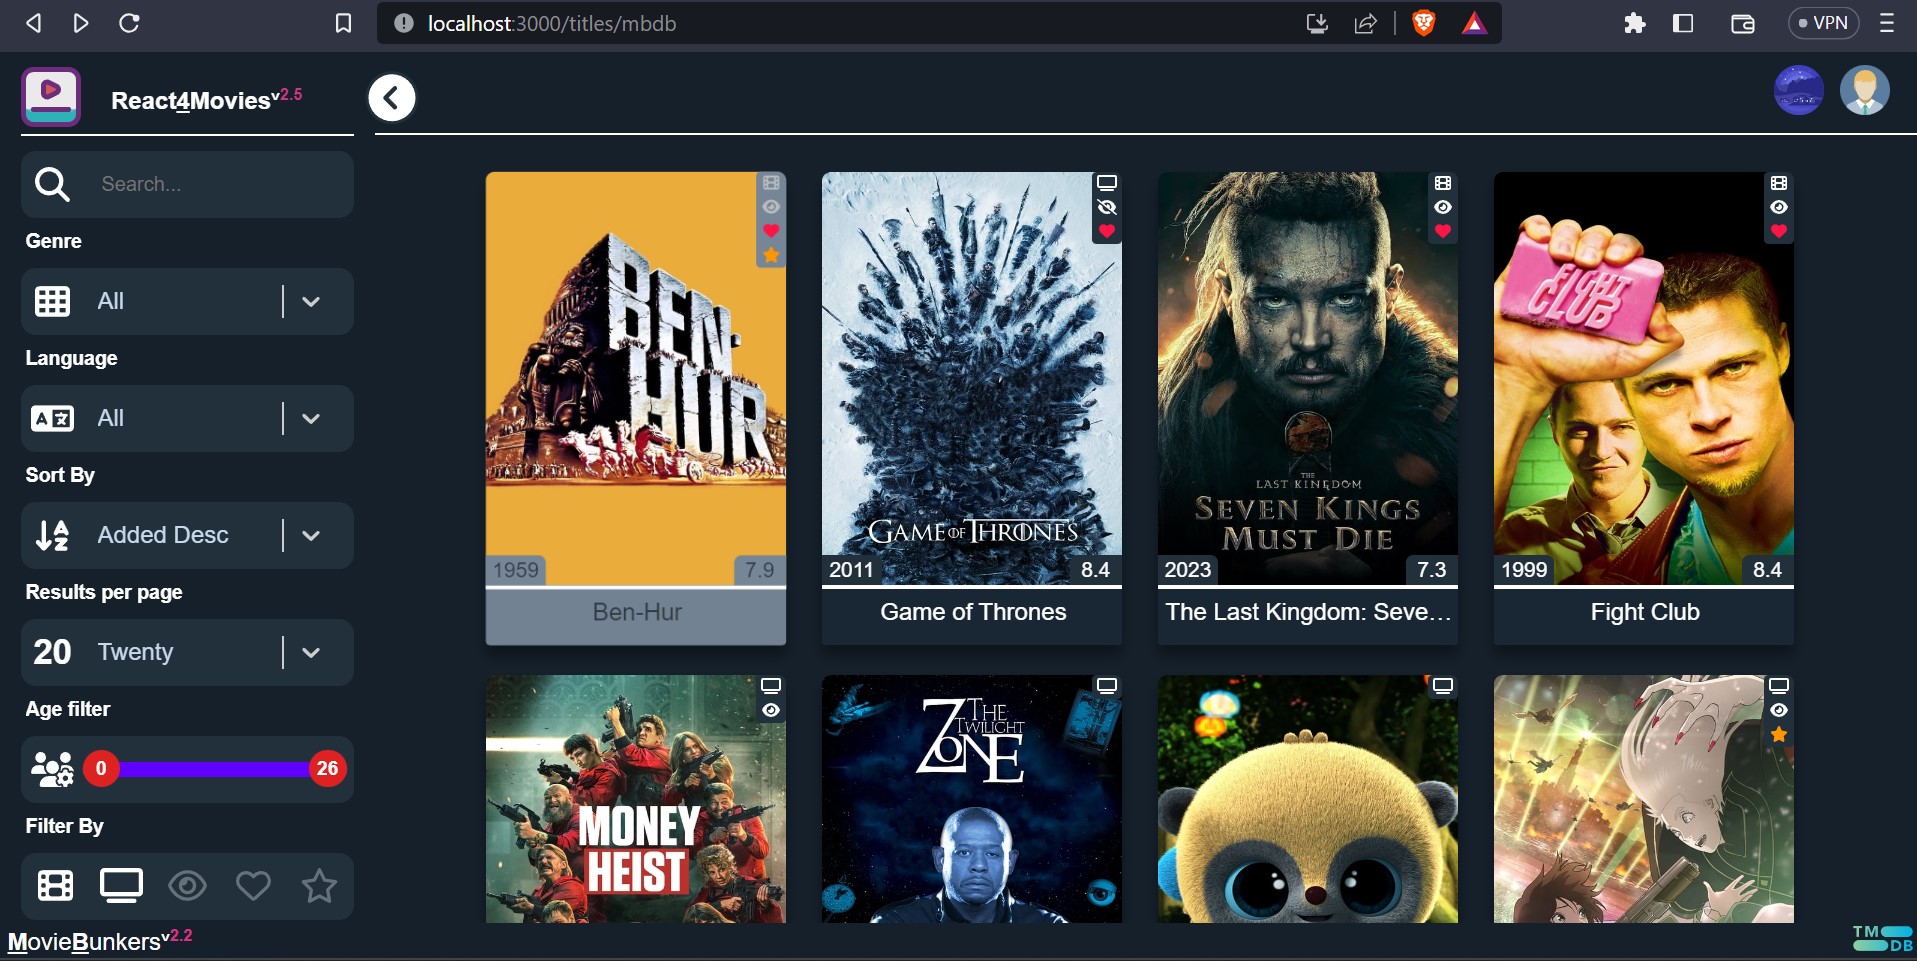 localhost:3000/titles/mbdb
VPN
React4Movies v2.5
Search...
Genre
All
Language
All
Sort By
Added Desc
Results per page
20 Twenty
Age filter
0 26
Filter By
MovieBunkers v2.2
BEN-HUR
1959 7.9
Ben-Hur
GAME OF THRONES
2011 8.4
Game of Thrones
THE
LAST KINGDOM
SEVEN KINGS
MUST DIE
2023 7.3
The Last Kingdom: Seve...
FIGHT
CLUB
1999 8.4
Fight Club
MONEY
HEIST
THE
TWILIGHT
ZONE
TMDB